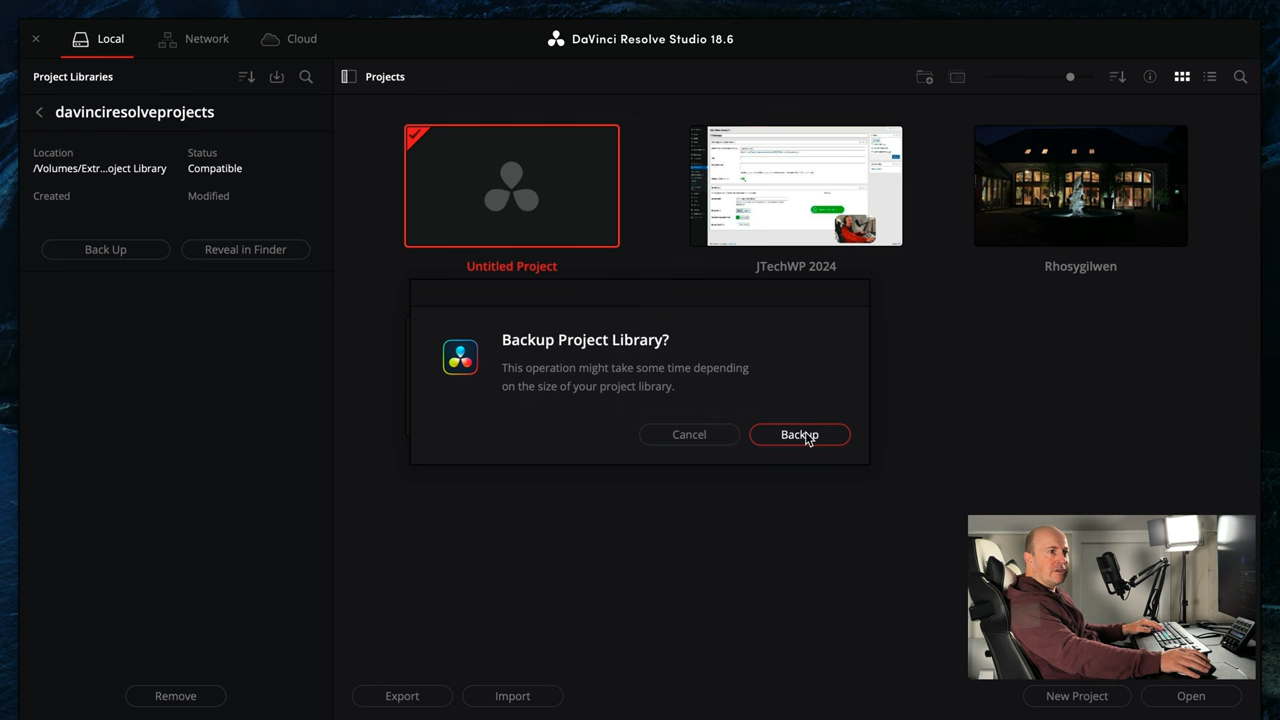 Local
Network
Cloud
DaVinci Resolve Studio 18.6
Project Libraries
Projects
davinciresolveprojects
Location
Status
/Volumes/Extr...oject Library
Compatible
Created
Modified
Back Up
Reveal in Finder
Untitled Project
JTechWP 2024
Rhosygilwen
Backup Project Library?
This operation might take some time depending
on the size of your project library.
Cancel
Backup
Remove
Export
Import
New Project
Open